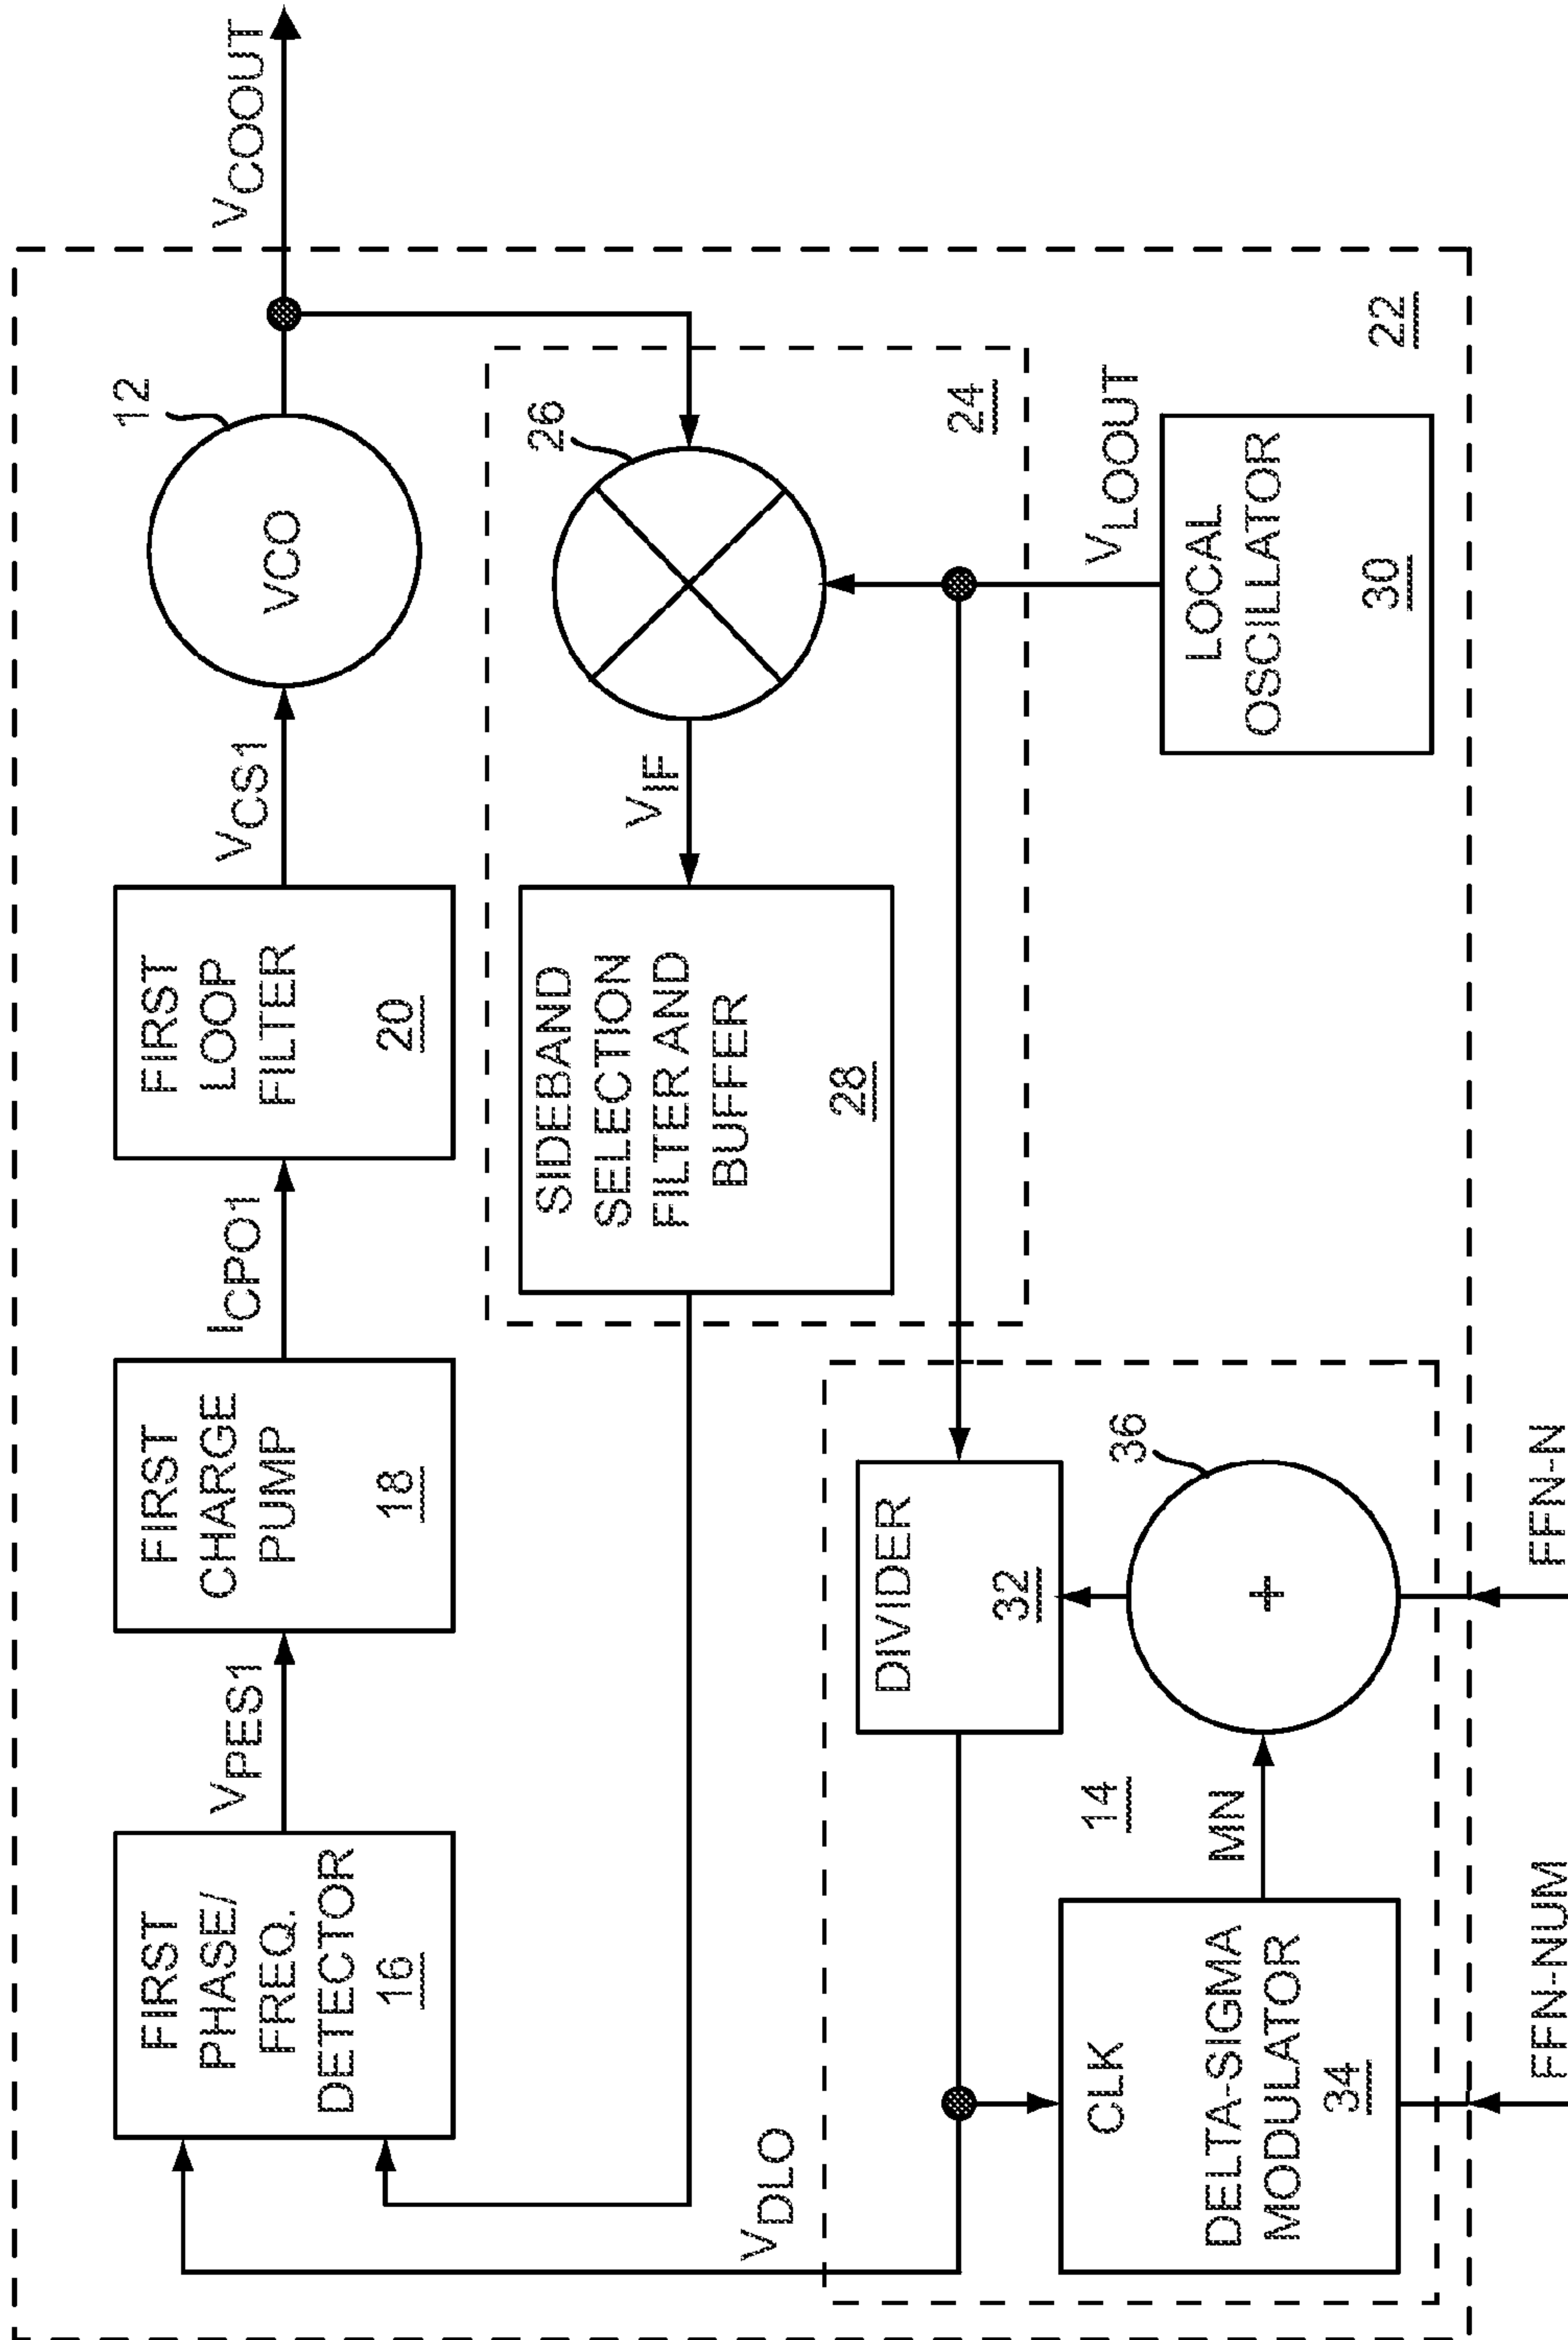 FIRST
PHASE/
FREQ.
DETECTOR
16
VPES1
FIRST
CHARGE
PUMP
18
ICPO1
FIRST
LOOP
FILTER
20
VCS1
VCO
12
VCOOUT
SIDEBAND
SELECTION
FILTER AND
BUFFER
28
VIF
26
24
VDLO
DIVIDER
32
14
36
CLK
DELTA-SIGMA
MODULATOR
34
MN
VLOOUT
LOCAL
OSCILLATOR
30
22
FFN-NUM
FFN-N